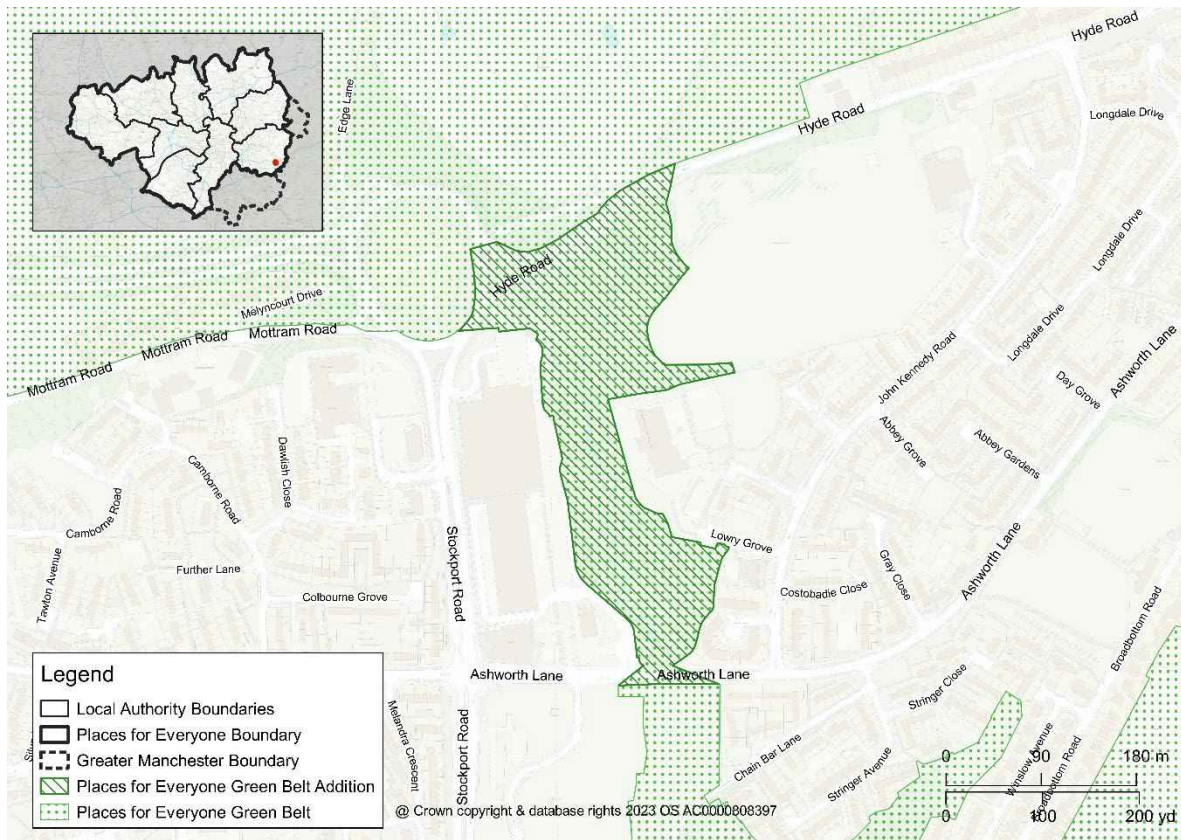 Hyde Road
Edge Lane
Longdale Drive
Hyde Road
Longdale Drive
Hyde Road
Melyncourt Drive
Mottram Road
Mottram Road
Mottram Road
Longdale Drive
John Kennedy Road
Ashworth Lane
Day Grove
Abbey Grove
Abbey Gardens
Camborne Road
Dawlish Close
Camborne Road
Tawton Avenue
Further Lane
Colbourne Grove
Stockport Road
Lowry Grove
Gray Close
Costobadie Close
Ashworth Lane
Broadbottom Road
Ashworth Lane
Ashworth Lane
Stringer Close
Melandra Crescent
Stockport Road
Chain Bar Lane
Stringer Avenue
Winslow Avenue
Broadbottom Road
Legend
Local Authority Boundaries
Places for Everyone Boundary
Greater Manchester Boundary
Places for Everyone Green Belt Addition
Places for Everyone Green Belt
@ Crown copyright & database rights 2023 OS AC0000808397
0 90 180 m
0 100 200 yd